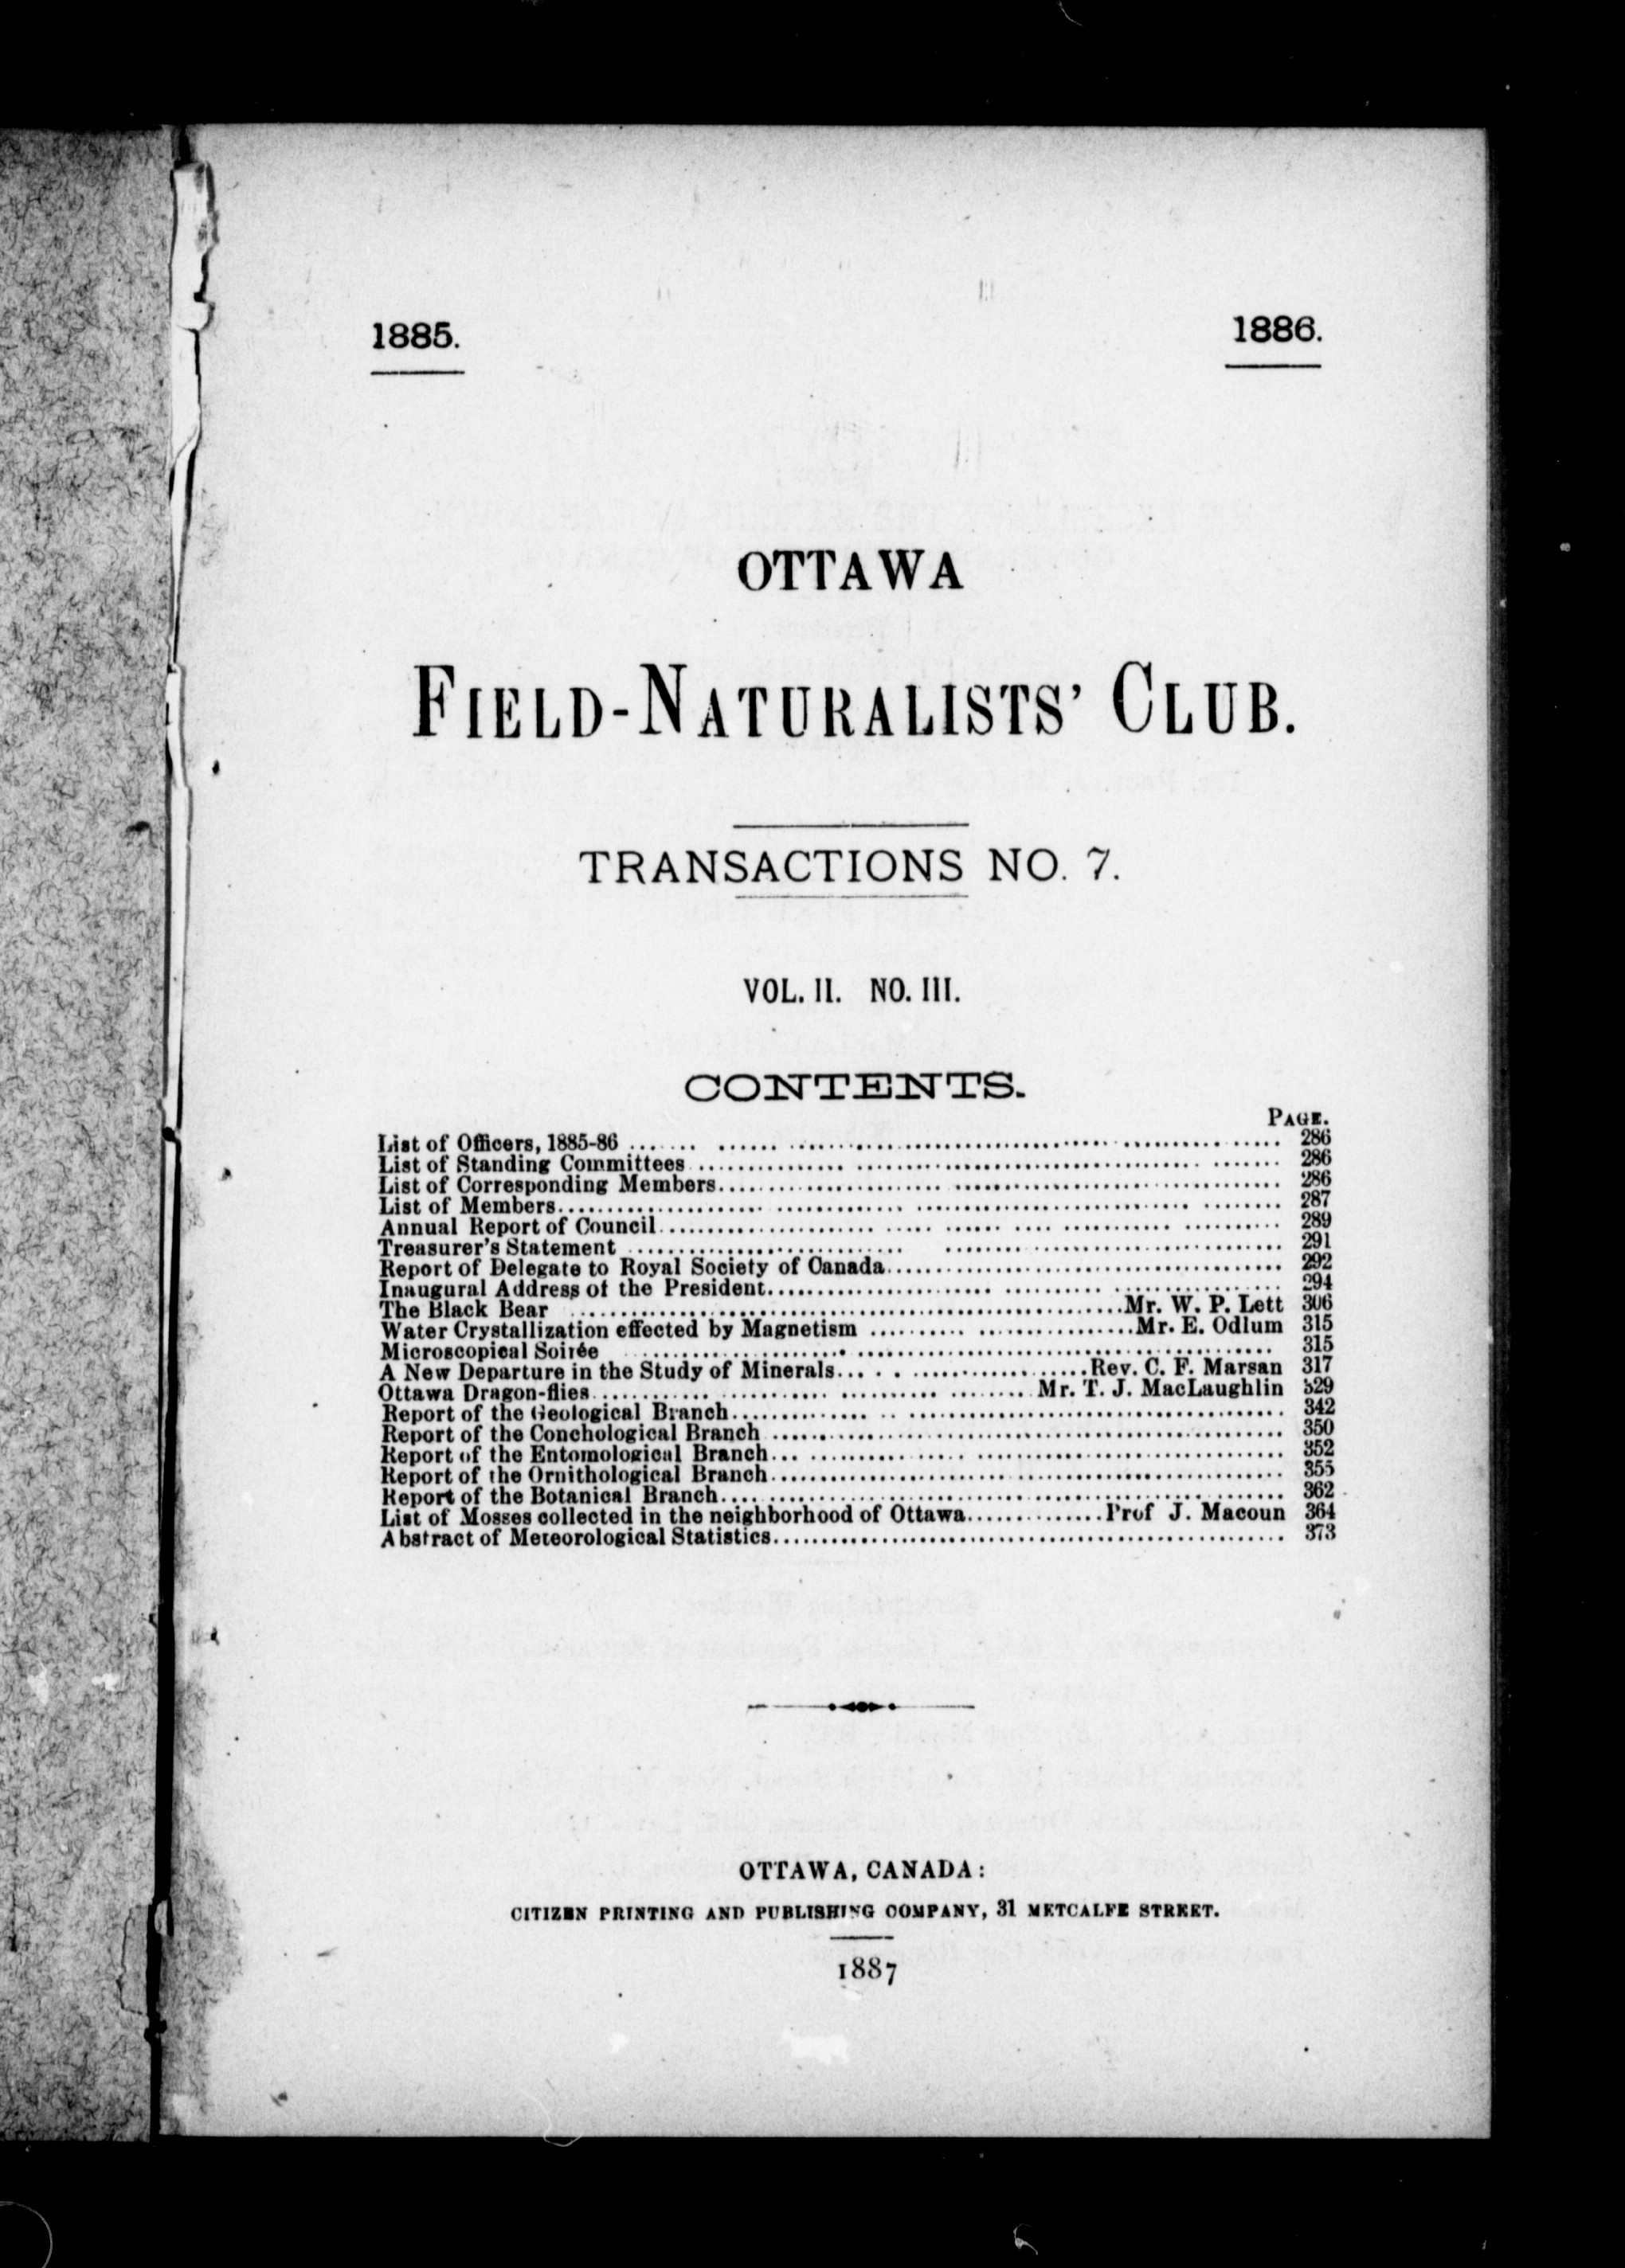 1885. 1886.
OTTAWA
FIELD-NATURALISTS' CLUB.
TRANSACTIONS NO. 7.
VOL. II. NO. III.
CONTENTS.
PAGE.
List of Officers, 1885-86 ........ 286
List of Standing Committees ........ 286
List of Corresponding Members........ 286
List of Members........ 287
Annual Report of Council........ 289
Treasurer's Statement ........ 291
Report of Delegate to Royal Society of Canada........ 292
Inaugural Address of the President........ 294
The Black Bear ........Mr. W. P. Lett 306
Water Crystallization effected by Magnetism ........Mr. E. Odlum 315
Microscopical Soirée ........ 315
A New Departure in the Study of Minerals........Rev. C. F. Marsan 317
Ottawa Dragon-flies........Mr. T. J. MacLaughlin 329
Report of the Geological Branch........ 342
Report of the Conchological Branch ........ 350
Report of the Entomological Branch........ 352
Report of the Ornithological Branch........ 355
Report of the Botanical Branch........ 362
List of Mosses collected in the neighborhood of Ottawa........Prof J. Macoun 364
Abstract of Meteorological Statistics........ 373
OTTAWA, CANADA:
CITIZEN PRINTING AND PUBLISHING COMPANY, 31 METCALFE STREET.
1887